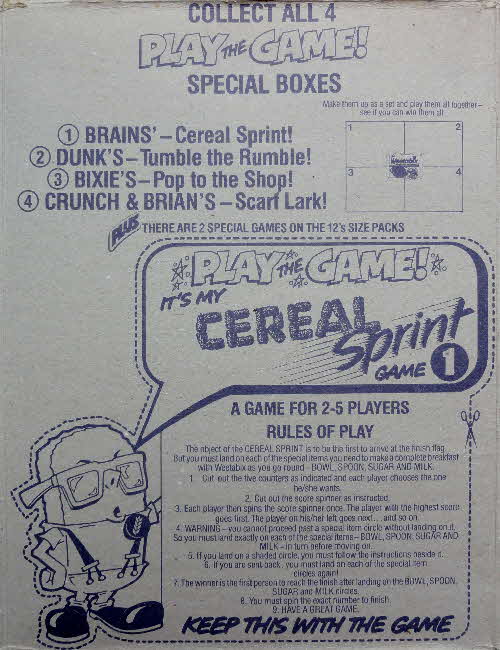 COLLECT ALL 4
PLAY THE GAME!
SPECIAL BOXES
Make them up as a set and play them all together –
see if you can win them all
1 BRAINS' – Cereal Sprint!
2 DUNK'S – Tumble the Rumble!
3 BIXIE'S – Pop to the Shop!
4 CRUNCH & BRIAN'S – Scarf Lark!
1 2
3 4
PLUS THERE ARE 2 SPECIAL GAMES ON THE 12's SIZE PACKS
PLAY THE GAME!
IT'S MY
CEREAL
Sprint
GAME 1
A GAME FOR 2-5 PLAYERS
RULES OF PLAY
The object of the CEREAL SPRINT is to be the first to arrive at the finish flag.
But you must land on each of the special items you need to make a complete breakfast
with Weetabix as you go round – BOWL, SPOON, SUGAR AND MILK.
1. Cut out the five counters as indicated and each player chooses the one
he/she wants.
2. Cut out the score spinner as instructed.
3. Each player then spins the score spinner once. The player with the highest score
goes first. The player on his/her left goes next . . . and so on.
4. WARNING – you cannot proceed past a special item circle without landing on it.
So you must land exactly on each of the special items – BOWL, SPOON, SUGAR AND
MILK – in turn before moving on.
5. If you land on a shaded circle, you must follow the instructions beside it.
6. If you are sent back, you must land on each of the special item
circles again!
7. The winner is the first person to reach the finish after landing on the BOWL, SPOON,
SUGAR and MILK circles.
8. You must spin the exact number to finish.
9. HAVE A GREAT GAME.
KEEP THIS WITH THE GAME